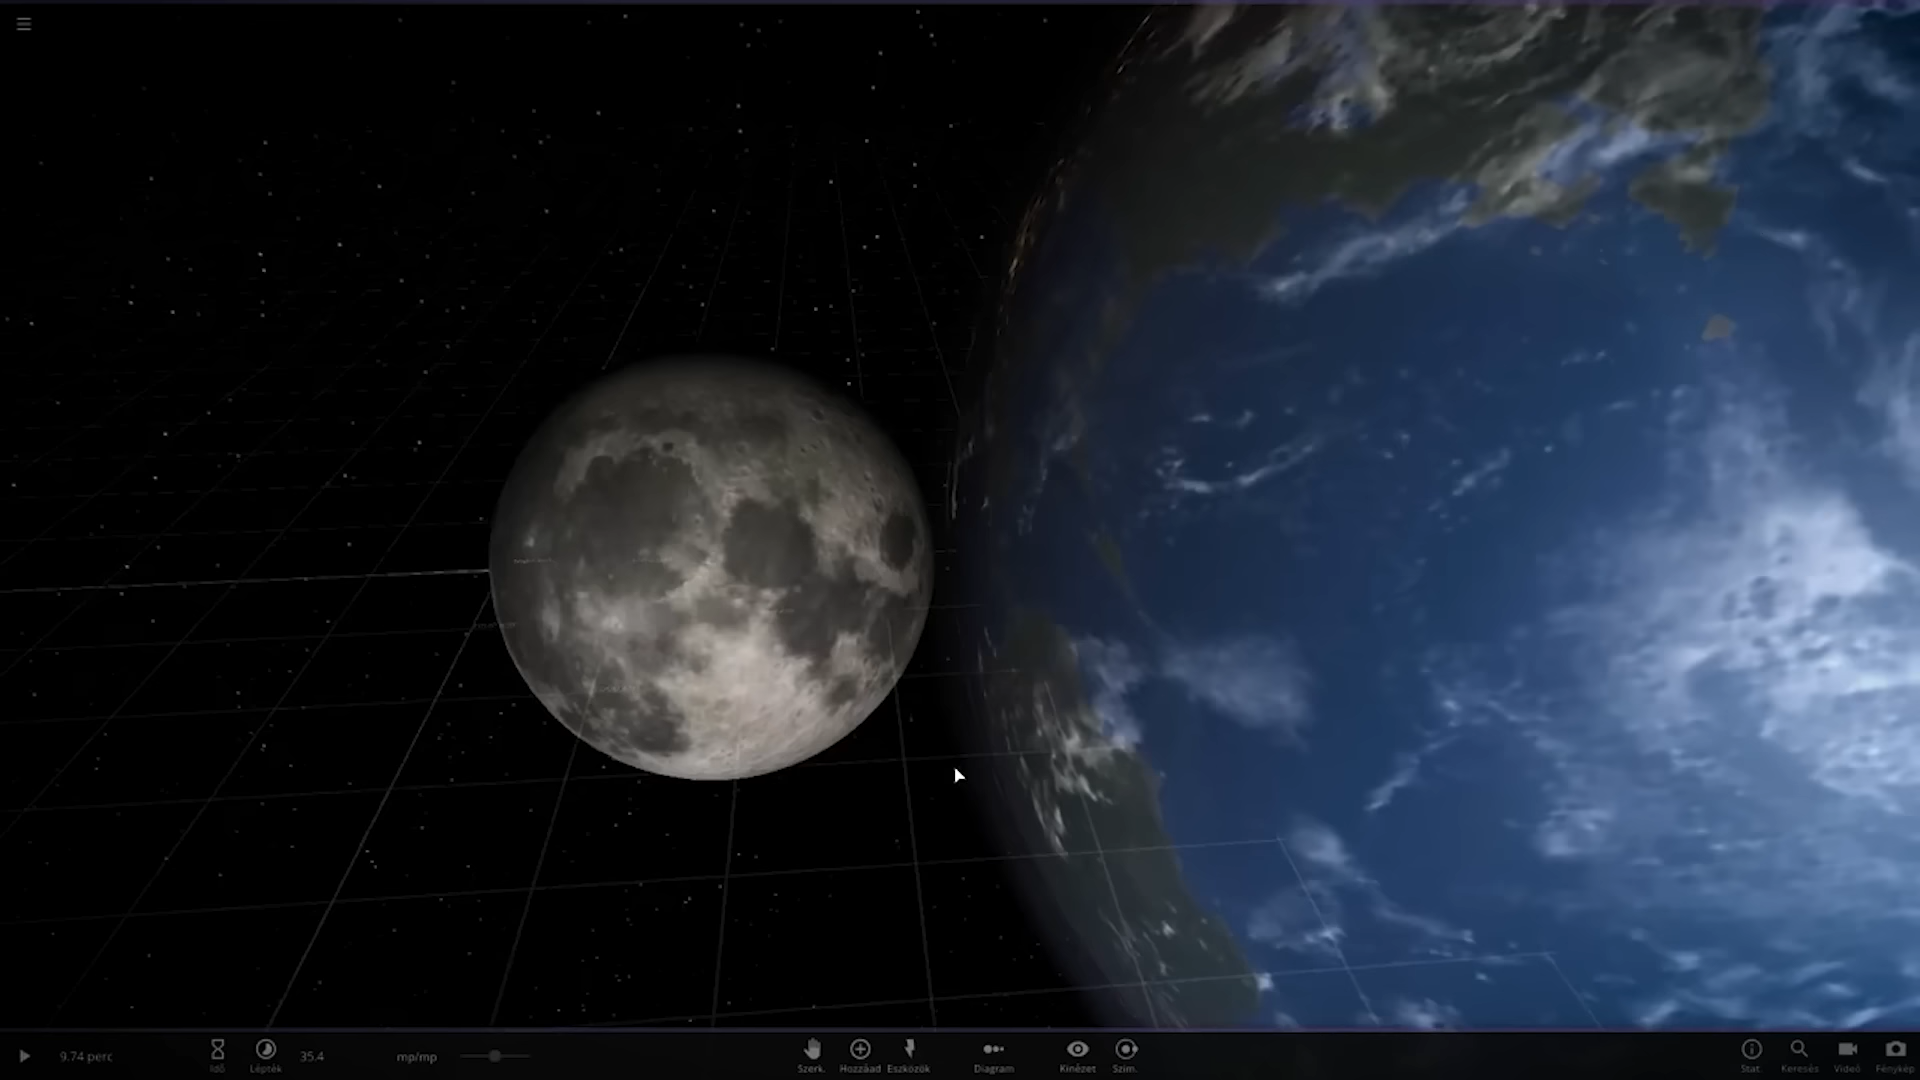 9.74 perc
Idő
Lépték
35.4
mp/mp
Szerk.
Hozzáad
Eszközök
Diagram
Kinézet
Szim.
Stat.
Keresés
Videó
Fénykép